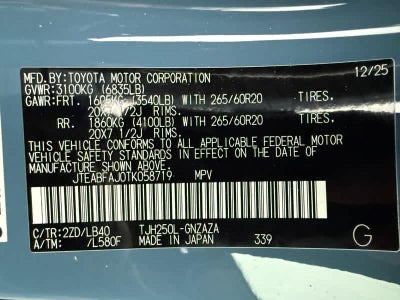 MFD.BY:TOYOTA MOTOR CORPORATION 12/25
GVWR:3100KG (6835LB)
GAWR:FRT. 1605KG (3540LB) WITH 265/60R20 TIRES.
20X7 1/2J RIMS.
RR. 1860KG (4100LB) WITH 265/60R20 TIRES.
20X7 1/2J RIMS.
THIS VEHICLE CONFORMS TO ALL APPLICABLE FEDERAL MOTOR
VEHICLE SAFETY STANDARDS IN EFFECT ON THE DATE OF
MANUFACTURE SHOWN ABOVE.
JTEABFAJ0TK058719 MPV
C/TR:2ZD/LB40 TJH250L-GNZAZA
A/TM: /L580F MADE IN JAPAN 339 G